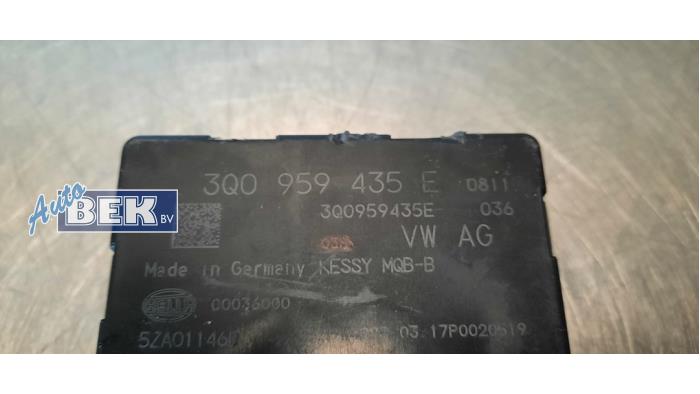 3Q0 959 435 E 0811
3Q0959435E 036
Auto
BEK BV
VW AG
Made in Germany KESSY MQB-B
HELLA 00036000
03.17P0020519